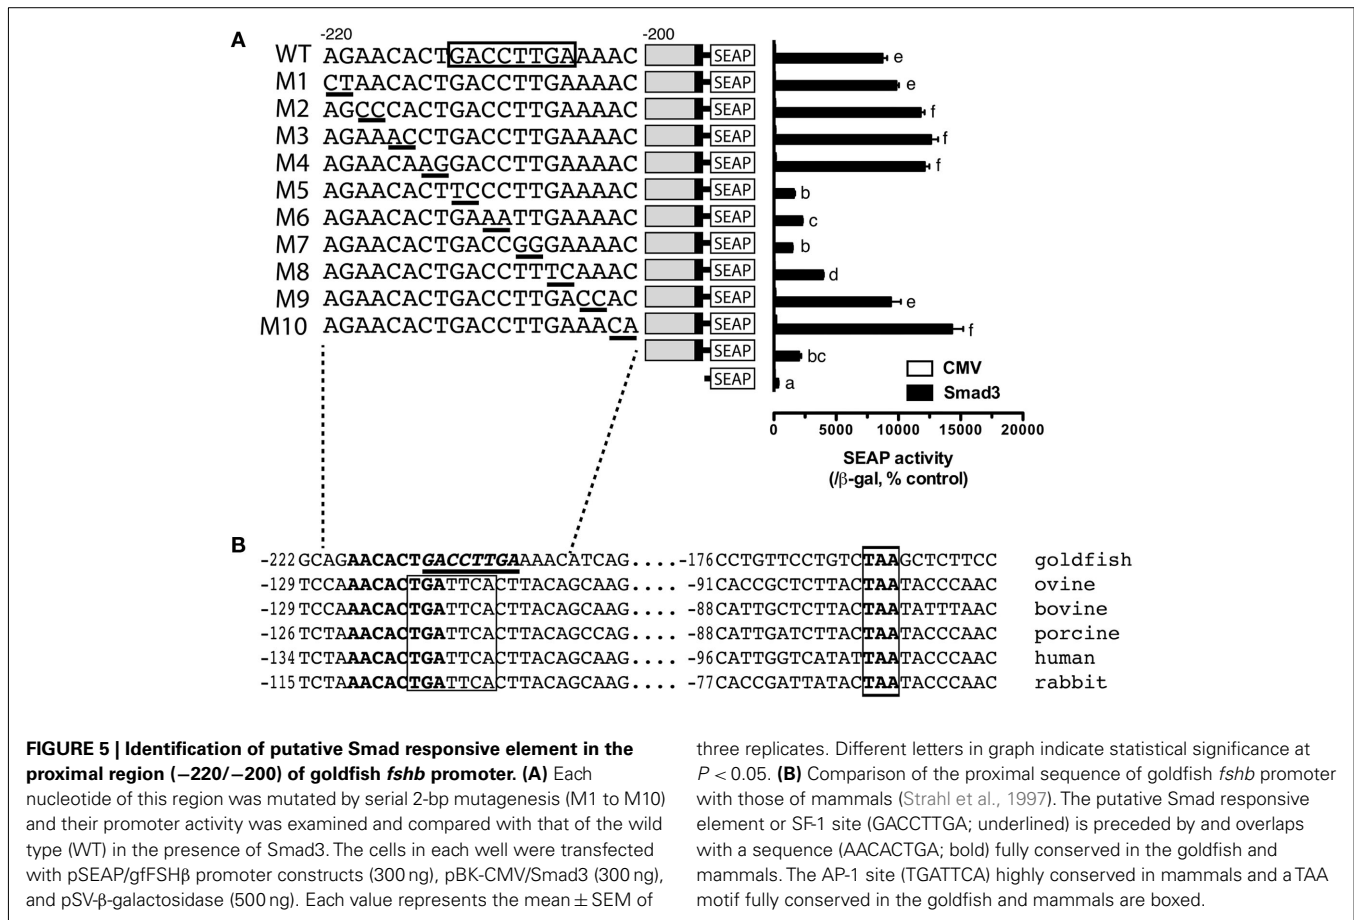 A
-220 -200
WT AGAACACTGACCTTGAAAAC SEAP e
M1 CTAACACTGACCTTGAAAAC SEAP e
M2 AGCCCACTGACCTTGAAAAC SEAP f
M3 AGAAACCTGACCTTGAAAAC SEAP f
M4 AGAACAAGGACCTTGAAAAC SEAP f
M5 AGAACACTTCCCTTGAAAAC SEAP b
M6 AGAACACTGAAATTGAAAAC SEAP c
M7 AGAACACTGACCGGGAAAAC SEAP b
M8 AGAACACTGACCTTTCAAAC SEAP d
M9 AGAACACTGACCTTGACCAC SEAP e
M10 AGAACACTGACCTTGAAACA SEAP f
SEAP bc
SEAP a
CMV
Smad3
0 5000 10000 15000 20000
SEAP activity
(/β-gal, % control)
B
-222 GCAGAACACTGACCTTGAAAACATCAG.... -176 CCTGTTCCTGTCTAAGCTCTTCC goldfish
-129 TCCAAACACTGATTCACTTACAGCAAG.... -91 CACCGCTCTTACTAATACCCAAC ovine
-129 TCCAAACACTGATTCACTTACAGCAAG.... -88 CATTGCTCTTACTAATATTTAAC bovine
-126 TCTAAACACTGATTCACTTACAGCCAG.... -88 CATTGATCTTACTAATACCCAAC porcine
-134 TCTAAACACTGATTCACTTACAGCAAG.... -96 CATTGGTCATATTAATACCCAAC human
-115 TCTAAACACTGATTCACTTACAGCAAG.... -77 CACCGATTATACTAATACCCAAC rabbit
FIGURE 5 | Identification of putative Smad responsive element in the
proximal region (−220/−200) of goldfish fshb promoter. (A) Each
nucleotide of this region was mutated by serial 2-bp mutagenesis (M1 to M10)
and their promoter activity was examined and compared with that of the wild
type (WT) in the presence of Smad3. The cells in each well were transfected
with pSEAP/gfFSHβ promoter constructs (300 ng), pBK-CMV/Smad3 (300 ng),
and pSV-β-galactosidase (500 ng). Each value represents the mean ± SEM of
three replicates. Different letters in graph indicate statistical significance at
P < 0.05. (B) Comparison of the proximal sequence of goldfish fshb promoter
with those of mammals (Strahl et al., 1997). The putative Smad responsive
element or SF-1 site (GACCTTGA; underlined) is preceded by and overlaps
with a sequence (AACACTGA; bold) fully conserved in the goldfish and
mammals. The AP-1 site (TGATTCA) highly conserved in mammals and a TAA
motif fully conserved in the goldfish and mammals are boxed.